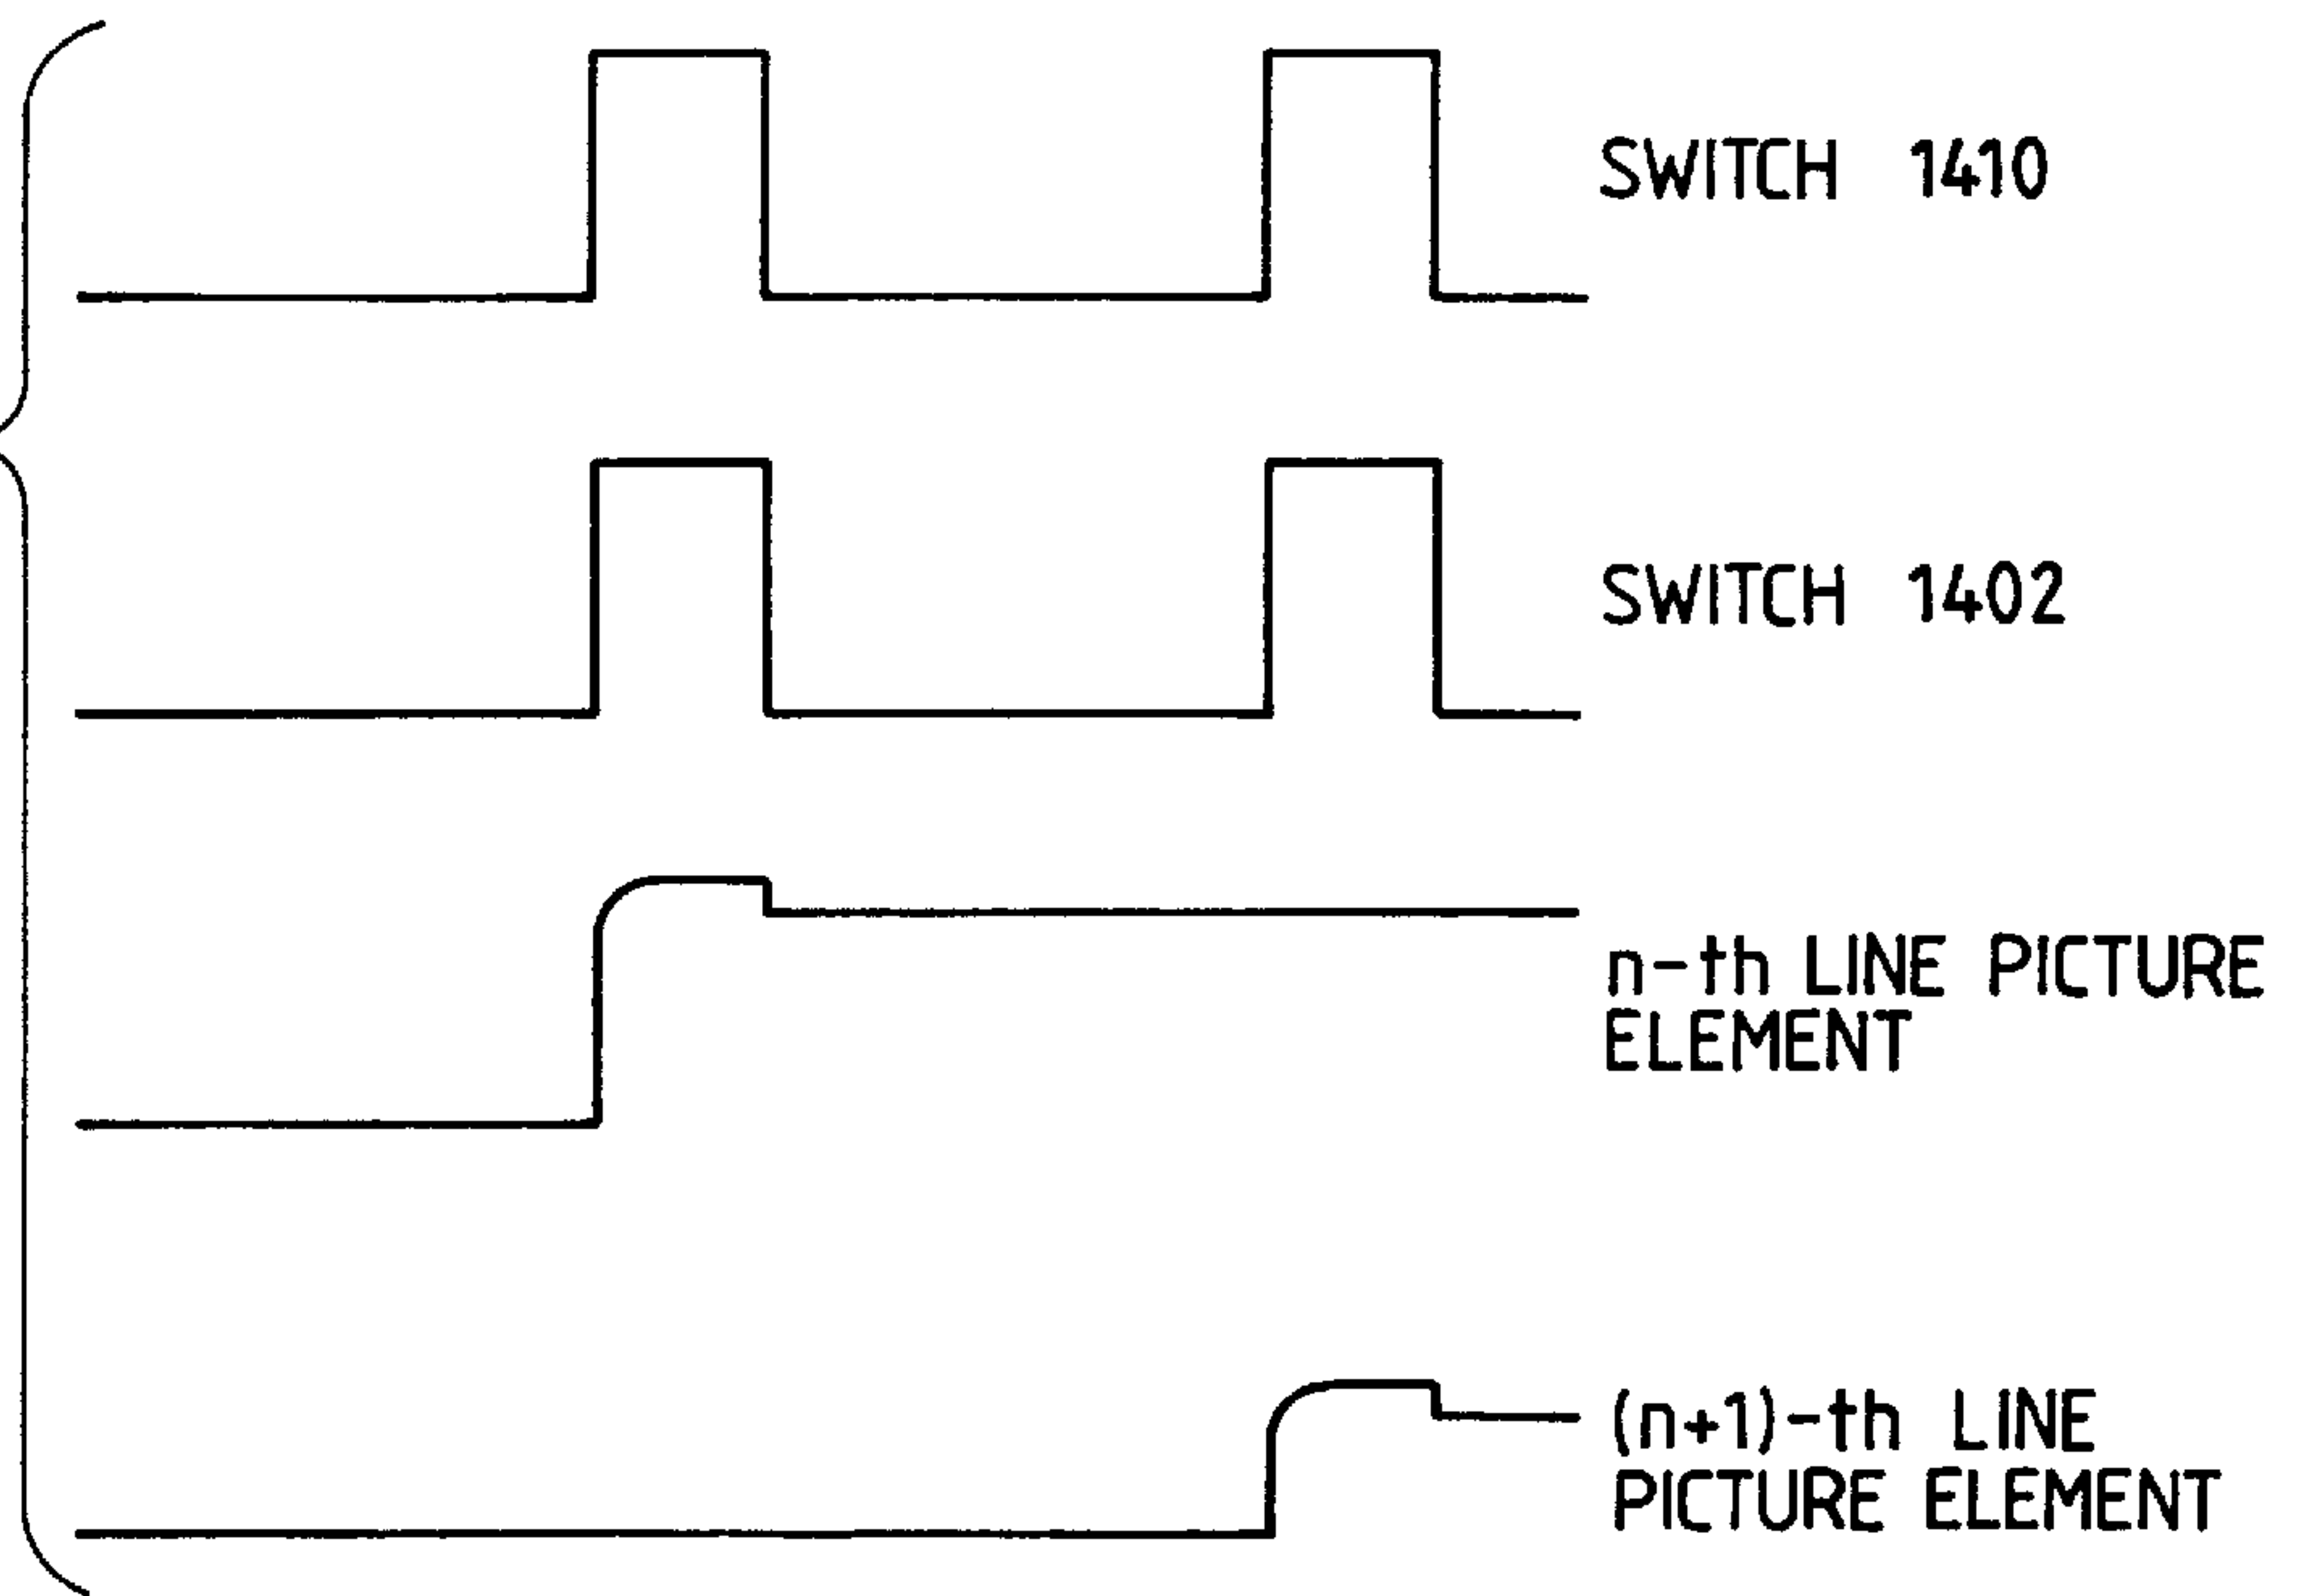 SWITCH 1410
SWITCH 1402
n-th LINE PICTURE
ELEMENT
(n+1)-th LINE
PICTURE ELEMENT